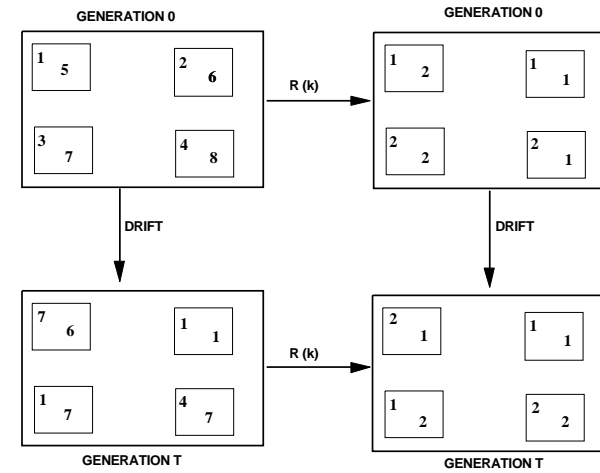 GENERATION 0
GENERATION 0
1 5
2 6
1 2
1 1
R (k)
3 7
4 8
2 2
2 1
DRIFT
DRIFT
7 6
1 1
2 1
1 1
R (k)
1 7
4 7
1 2
2 2
GENERATION T
GENERATION T